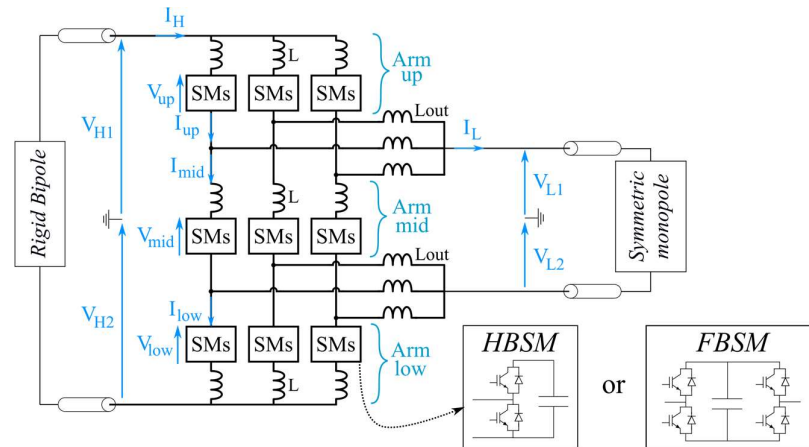 I_H
L
Arm
up
V_up
SMs
SMs
SMs
Lout
I_up
I_L
V_H1
I_mid
V_L1
Rigid Bipole
L
Arm
mid
Symmetric
monopole
V_mid
SMs
SMs
SMs
V_L2
Lout
V_H2
I_low
V_low
SMs
SMs
SMs
Arm
low
L
HBSM
or
FBSM